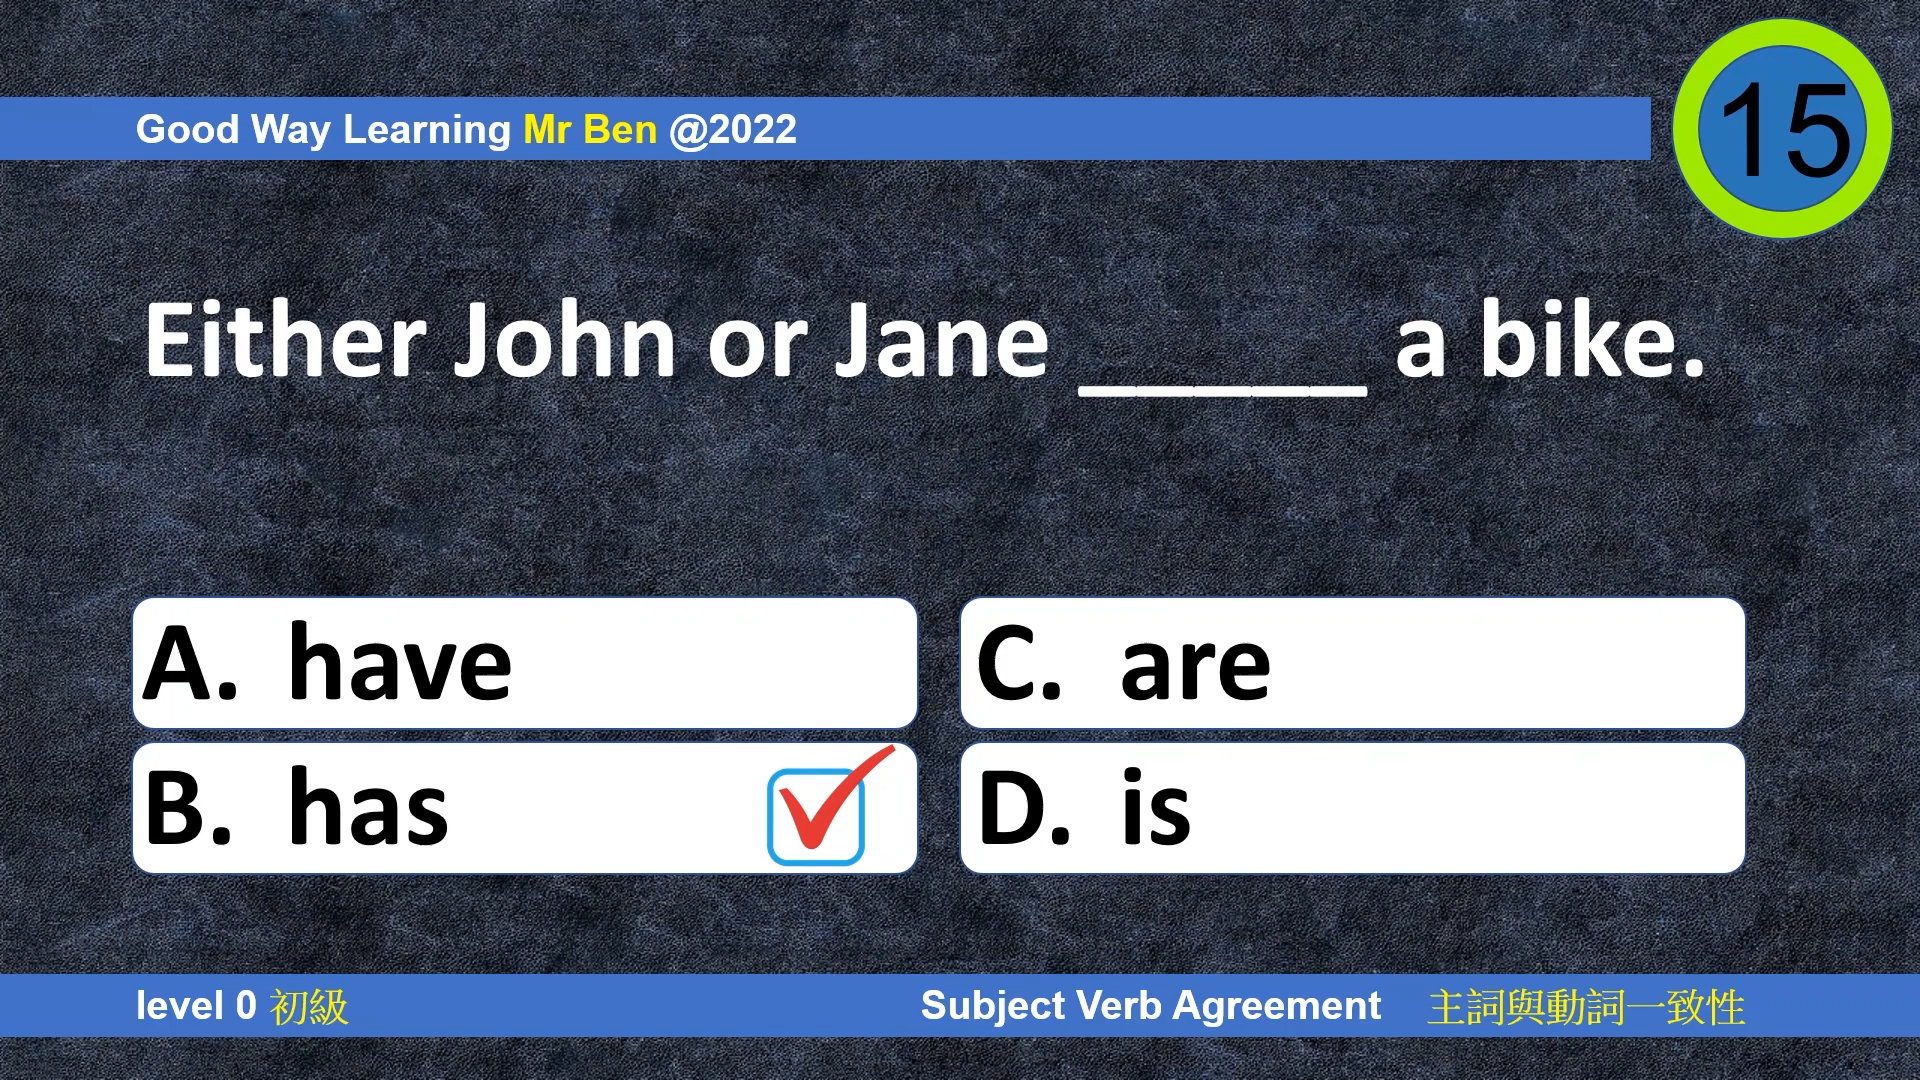 Good Way Learning Mr Ben @2022
15
Either John or Jane _____ a bike.
A. have
B. has
C. are
D. is
level 0 初級
Subject Verb Agreement 主詞與動詞一致性